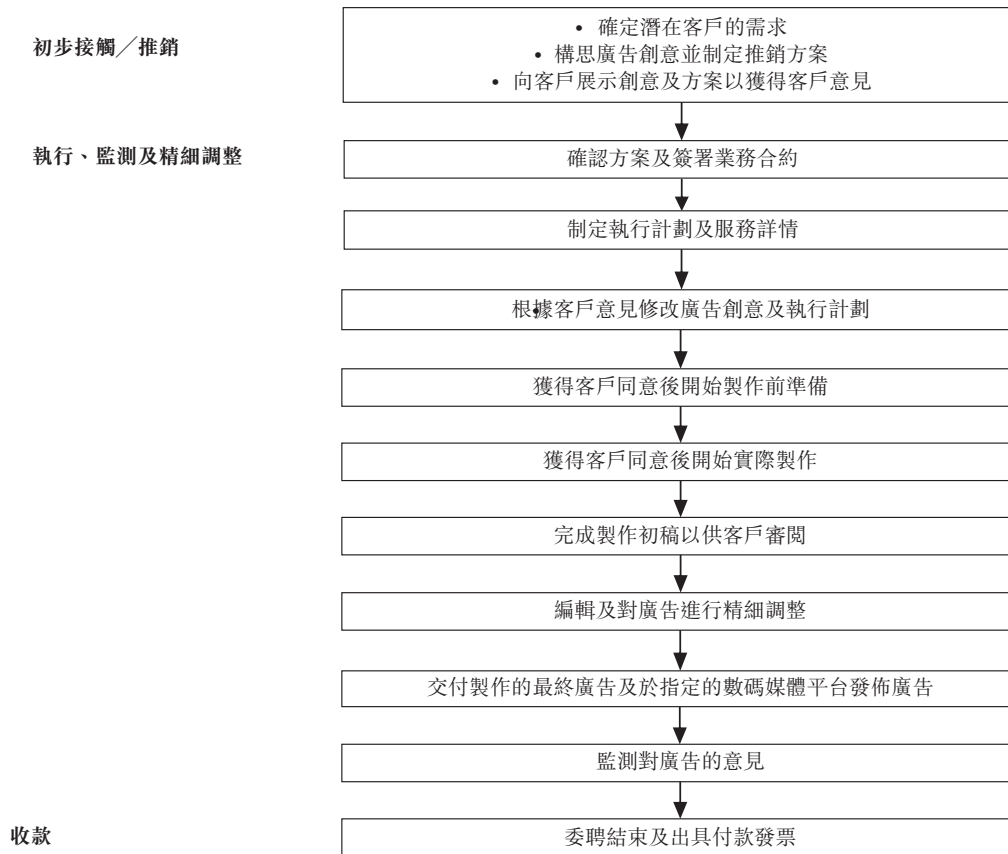 初步接觸╱推銷
• 確定潛在客戶的需求
• 構思廣告創意並制定推銷方案
• 向客戶展示創意及方案以獲得客戶意見
執行、監測及精細調整
確認方案及簽署業務合約
制定執行計劃及服務詳情
根據客戶意見修改廣告創意及執行計劃
獲得客戶同意後開始製作前準備
獲得客戶同意後開始實際製作
完成製作初稿以供客戶審閱
編輯及對廣告進行精細調整
交付製作的最終廣告及於指定的數碼媒體平台發佈廣告
監測對廣告的意見
收款
委聘結束及出具付款發票